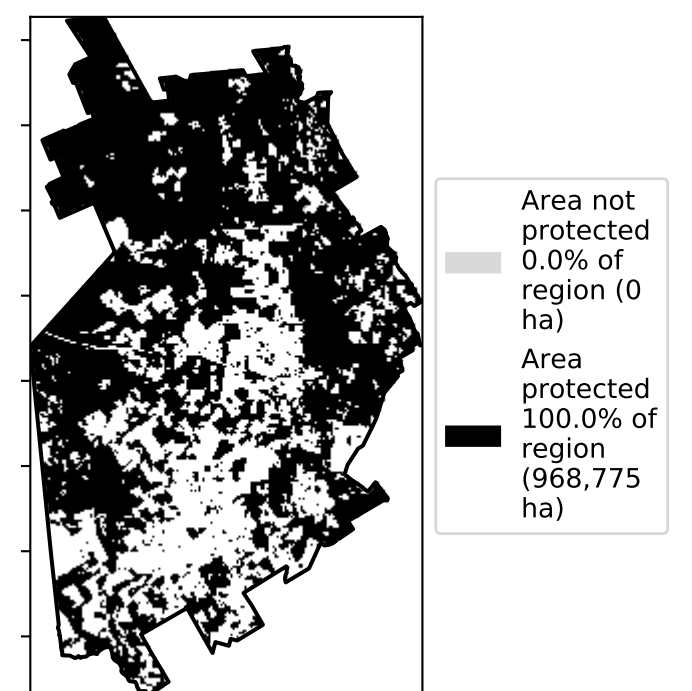 Area not
protected
0.0% of
region (0
ha)
Area
protected
100.0% of
region
(968,775
ha)